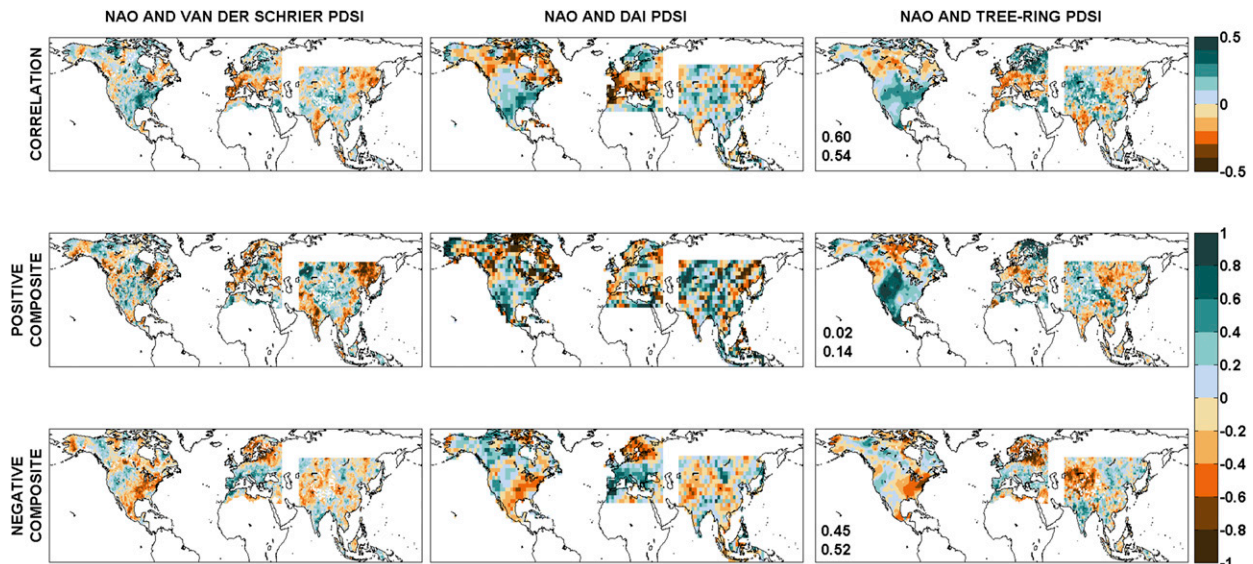 NAO AND VAN DER SCHRIER PDSI
NAO AND DAI PDSI
NAO AND TREE-RING PDSI
CORRELATION
0.60
0.54
0.5
0
-0.5
POSITIVE
COMPOSITE
0.02
0.14
1
0.8
0.6
0.4
0.2
0
-0.2
-0.4
-0.6
-0.8
-1
NEGATIVE
COMPOSITE
0.45
0.52